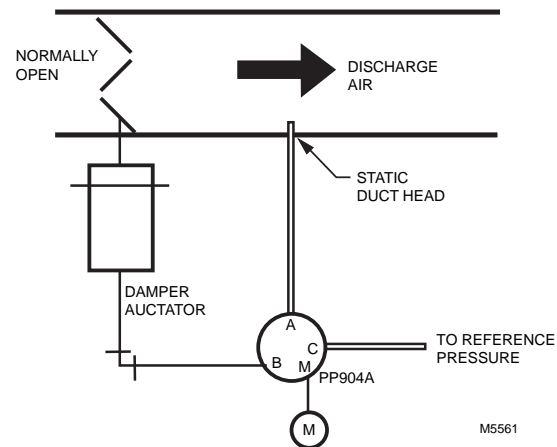 NORMALLY
OPEN
DISCHARGE
AIR
STATIC
DUCT HEAD
DAMPER
AUCTATOR
A
B
C
M
PP904A
TO REFERENCE
PRESSURE
M
M5561